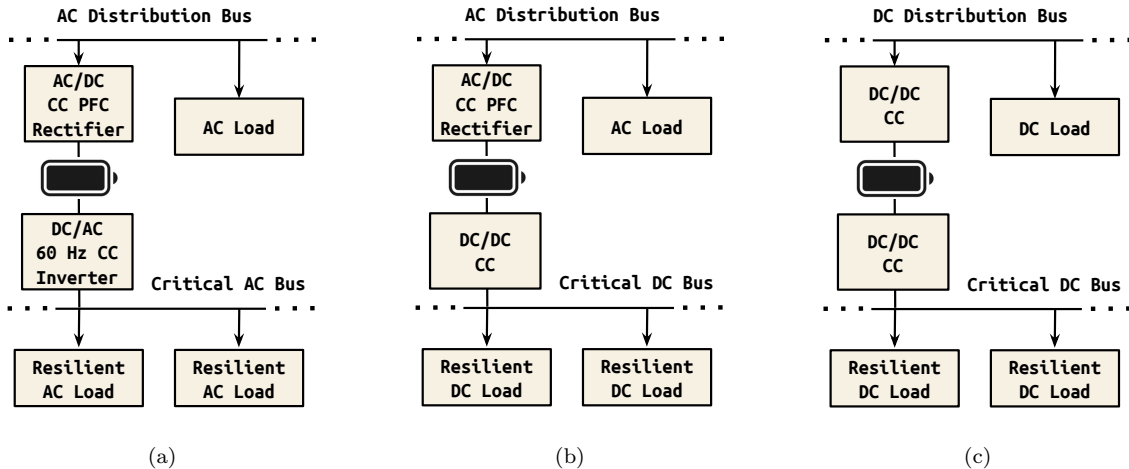 AC Distribution Bus
AC/DC
CC PFC
Rectifier
AC Load
DC/AC
60 Hz CC
Inverter
Critical AC Bus
Resilient
AC Load
Resilient
AC Load
(a)
AC Distribution Bus
AC/DC
CC PFC
Rectifier
AC Load
DC/DC
CC
Critical DC Bus
Resilient
DC Load
Resilient
DC Load
(b)
DC Distribution Bus
DC/DC
CC
DC Load
DC/DC
CC
Critical DC Bus
Resilient
DC Load
Resilient
DC Load
(c)